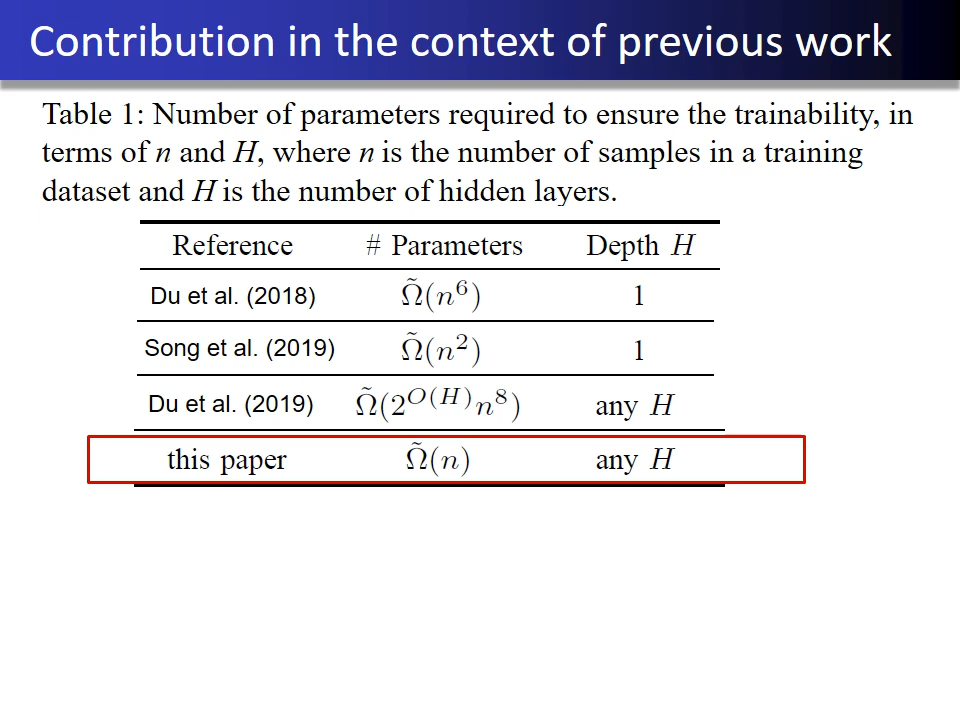 Contribution in the context of previous work
Table 1: Number of parameters required to ensure the trainability, in
terms of n and H, where n is the number of samples in a training
dataset and H is the number of hidden layers.
Reference # Parameters Depth H
Du et al. (2018) Ω̃(n⁶) 1
Song et al. (2019) Ω̃(n²) 1
Du et al. (2019) Ω̃(2^{O(H)}n⁸) any H
this paper Ω̃(n) any H